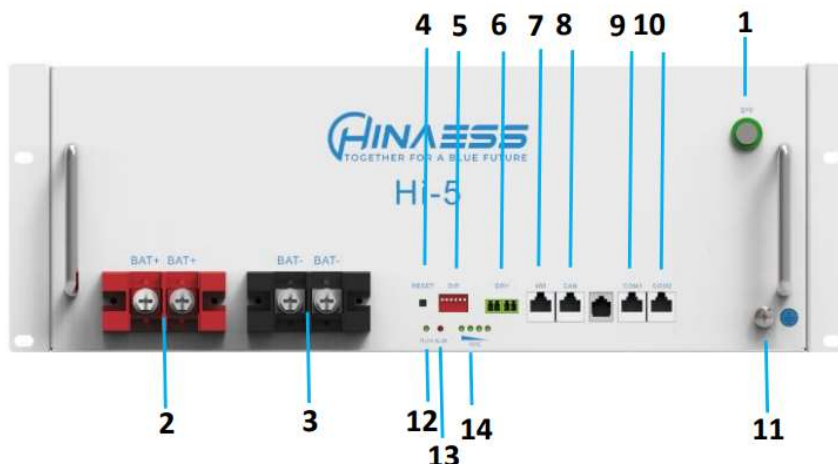 4 5 6 7 8 9 10 1
HINAESS
TOGETHER FOR A BLUE FUTURE
Hi-5
BAT+ BAT+ BAT- BAT- RESET CAN COM1
2 3 12 13 14 11